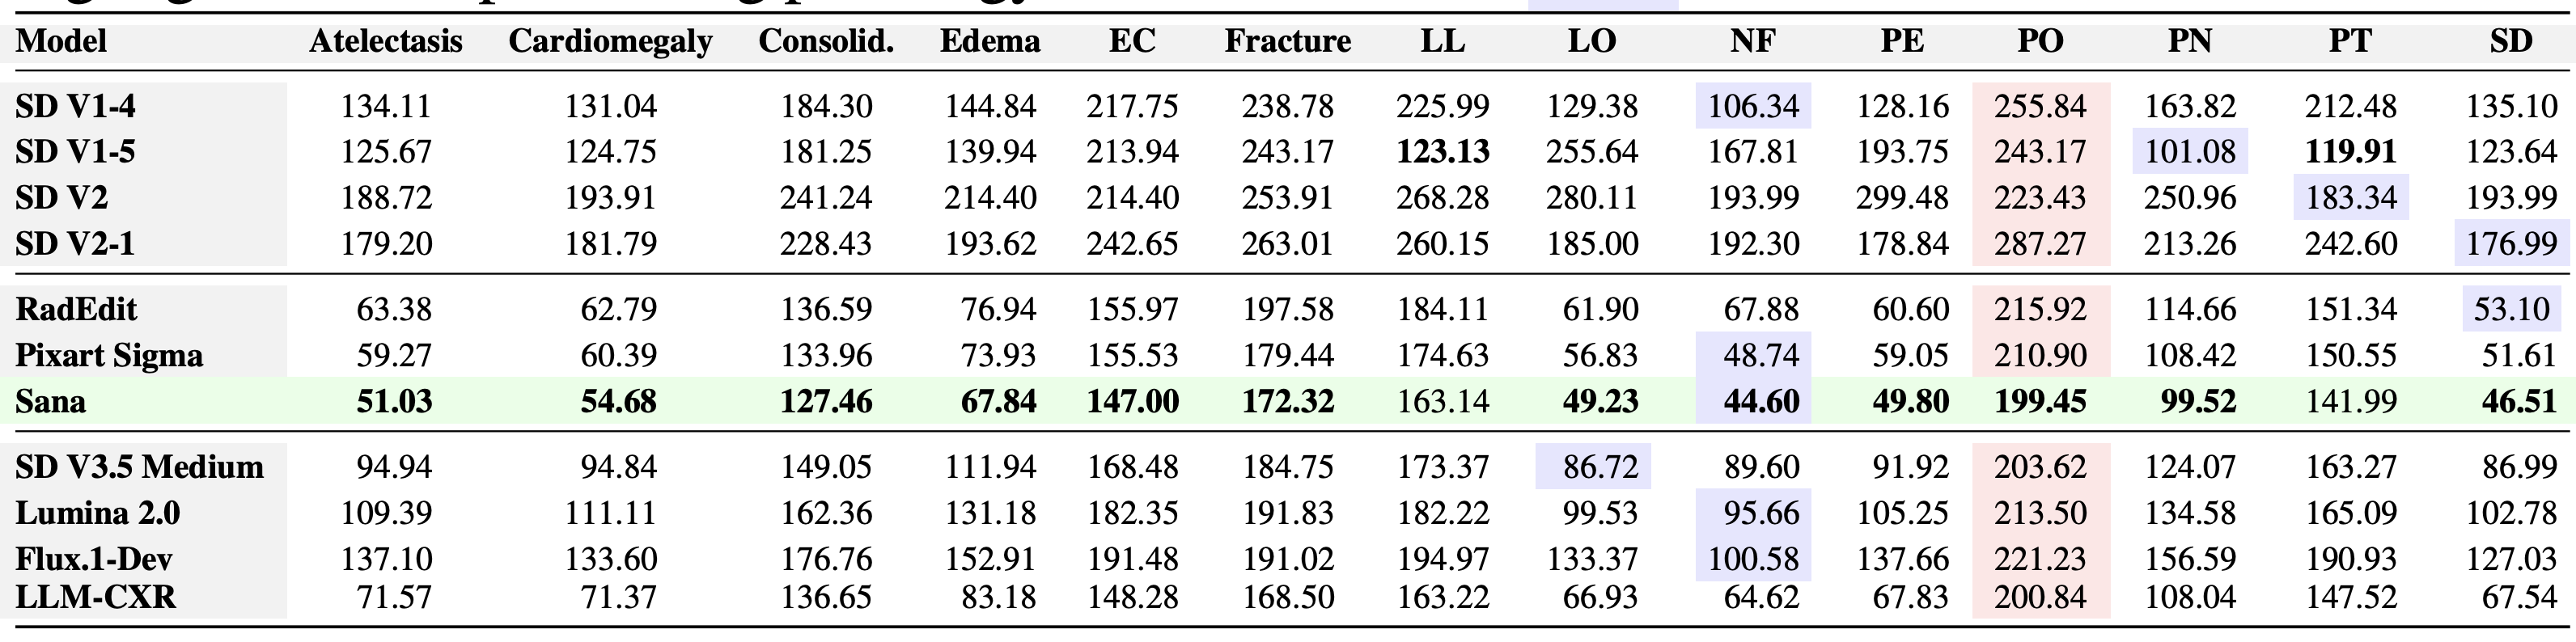 Model Atelectasis Cardiomegaly Consolid. Edema EC Fracture LL LO NF PE PO PN PT SD
SD V1-4 134.11 131.04 184.30 144.84 217.75 238.78 225.99 129.38 106.34 128.16 255.84 163.82 212.48 135.10
SD V1-5 125.67 124.75 181.25 139.94 213.94 243.17 123.13 255.64 167.81 193.75 243.17 101.08 119.91 123.64
SD V2 188.72 193.91 241.24 214.40 214.40 253.91 268.28 280.11 193.99 299.48 223.43 250.96 183.34 193.99
SD V2-1 179.20 181.79 228.43 193.62 242.65 263.01 260.15 185.00 192.30 178.84 287.27 213.26 242.60 176.99
RadEdit 63.38 62.79 136.59 76.94 155.97 197.58 184.11 61.90 67.88 60.60 215.92 114.66 151.34 53.10
Pixart Sigma 59.27 60.39 133.96 73.93 155.53 179.44 174.63 56.83 48.74 59.05 210.90 108.42 150.55 51.61
Sana 51.03 54.68 127.46 67.84 147.00 172.32 163.14 49.23 44.60 49.80 199.45 99.52 141.99 46.51
SD V3.5 Medium 94.94 94.84 149.05 111.94 168.48 184.75 173.37 86.72 89.60 91.92 203.62 124.07 163.27 86.99
Lumina 2.0 109.39 111.11 162.36 131.18 182.35 191.83 182.22 99.53 95.66 105.25 213.50 134.58 165.09 102.78
Flux.1-Dev 137.10 133.60 176.76 152.91 191.48 191.02 194.97 133.37 100.58 137.66 221.23 156.59 190.93 127.03
LLM-CXR 71.57 71.37 136.65 83.18 148.28 168.50 163.22 66.93 64.62 67.83 200.84 108.04 147.52 67.54